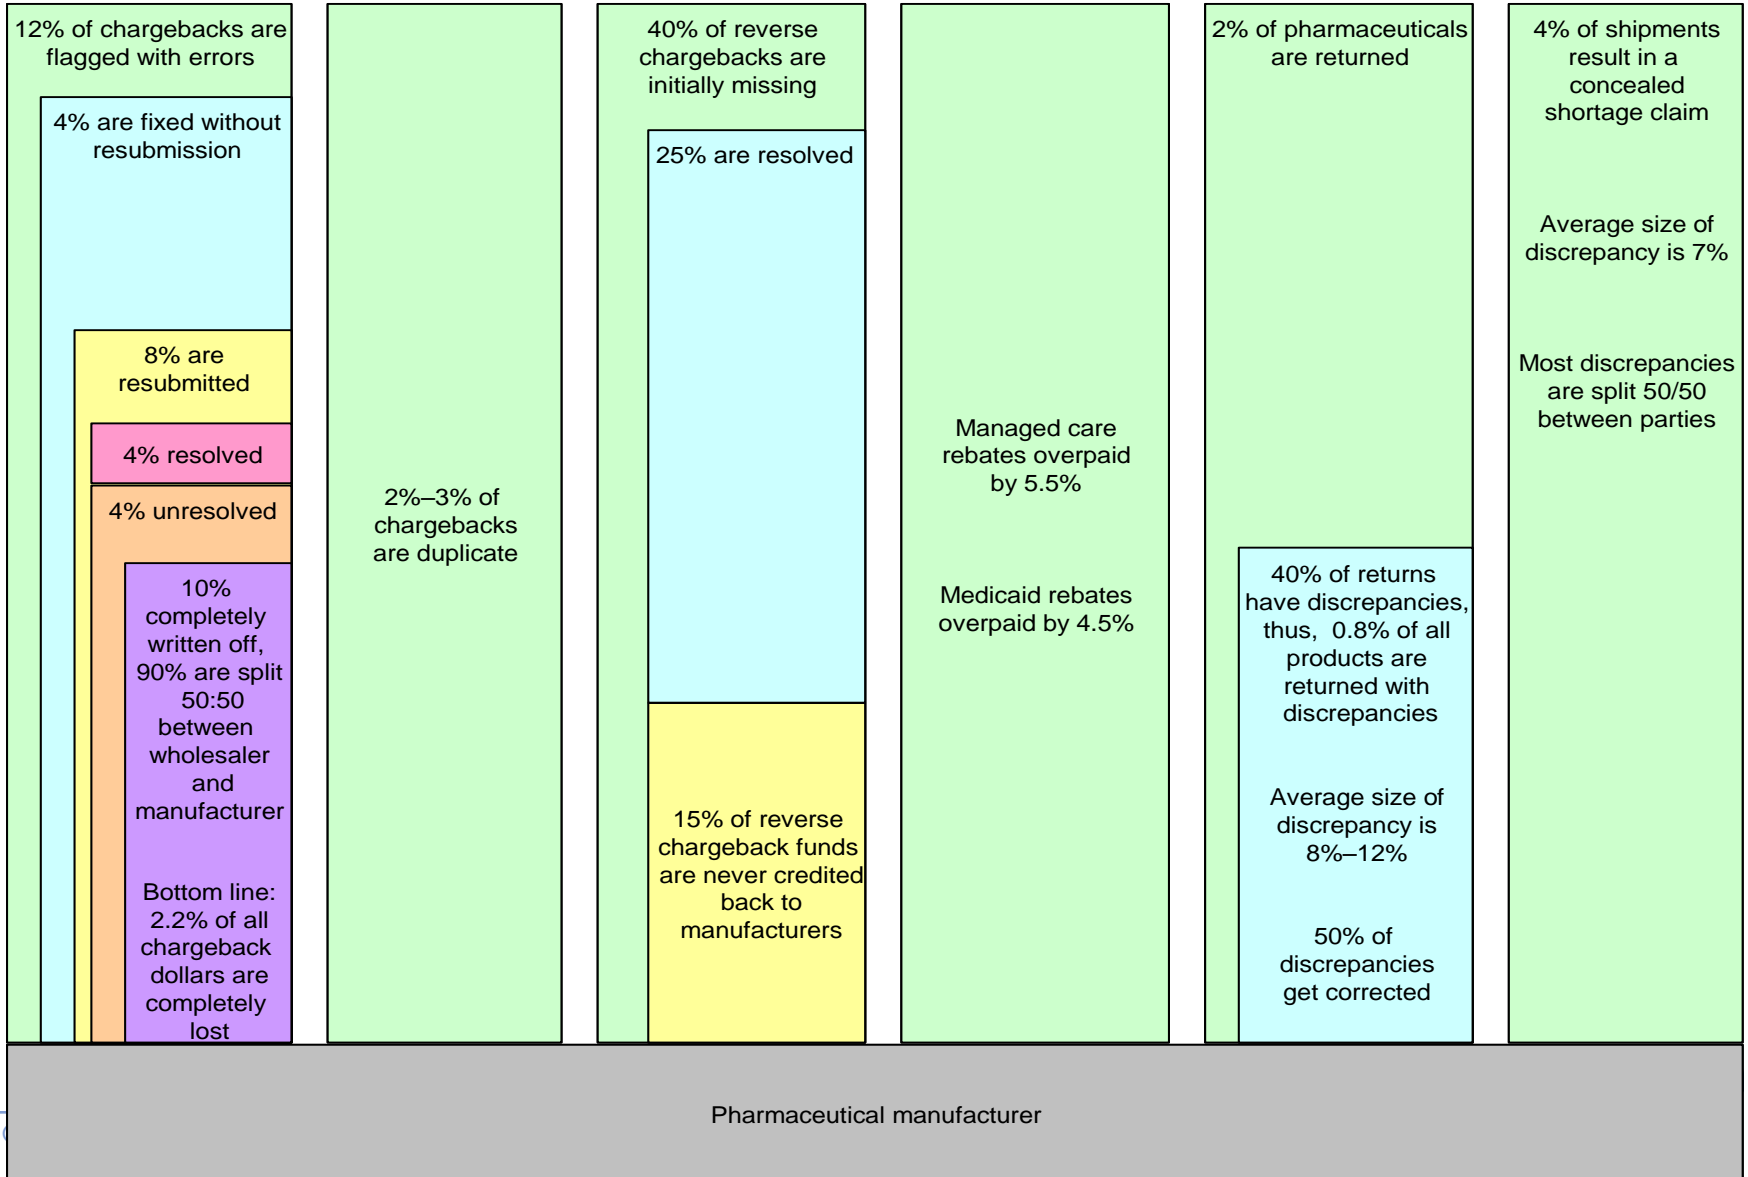 12% of chargebacks are
flagged with errors
4% are fixed without
resubmission
8% are
resubmitted
4% resolved
4% unresolved
10%
completely
written off,
90% are split
50:50
between
wholesaler
and
manufacturer
Bottom line:
2.2% of all
chargeback
dollars are
completely
lost
2%–3% of
chargebacks
are duplicate
40% of reverse
chargebacks are
initially missing
25% are resolved
15% of reverse
chargeback funds
are never credited
back to
manufacturers
Managed care
rebates overpaid
by 5.5%
Medicaid rebates
overpaid by 4.5%
2% of pharmaceuticals
are returned
40% of returns
have discrepancies,
thus, 0.8% of all
products are
returned with
discrepancies
Average size of
discrepancy is
8%–12%
50% of
discrepancies
get corrected
4% of shipments
result in a
concealed
shortage claim
Average size of
discrepancy is 7%
Most discrepancies
are split 50/50
between parties
Pharmaceutical manufacturer